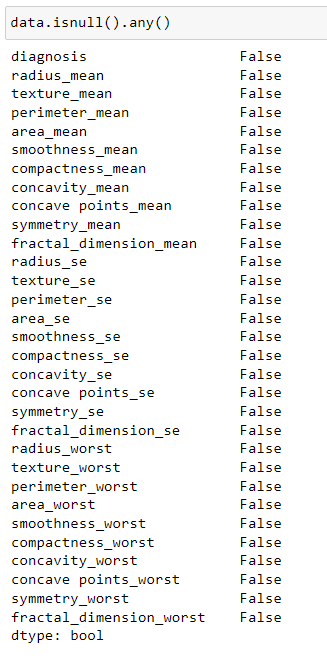 data.isnull().any()
diagnosis False
radius_mean False
texture_mean False
perimeter_mean False
area_mean False
smoothness_mean False
compactness_mean False
concavity_mean False
concave points_mean False
symmetry_mean False
fractal_dimension_mean False
radius_se False
texture_se False
perimeter_se False
area_se False
smoothness_se False
compactness_se False
concavity_se False
concave points_se False
symmetry_se False
fractal_dimension_se False
radius_worst False
texture_worst False
perimeter_worst False
area_worst False
smoothness_worst False
compactness_worst False
concavity_worst False
concave points_worst False
symmetry_worst False
fractal_dimension_worst False
dtype: bool